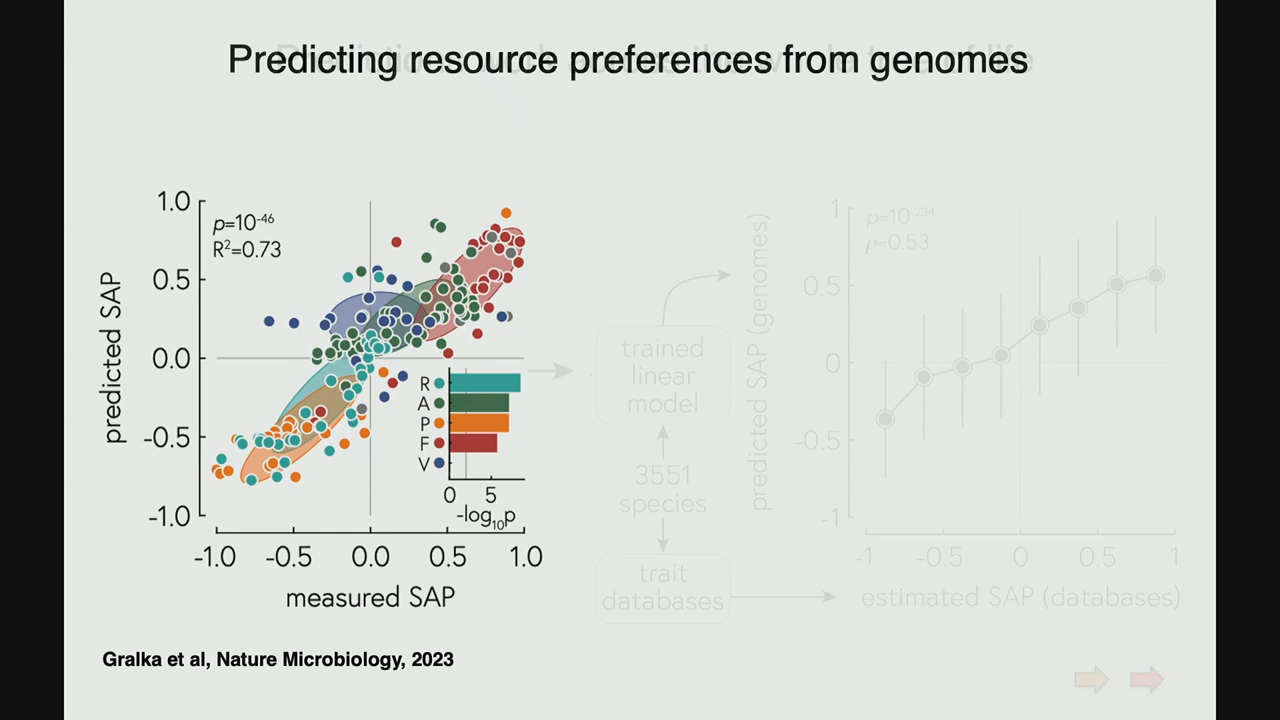 Predicting resource preferences from genomes
1.0
0.5
0.0
-0.5
-1.0
predicted SAP
p=10-46
R2=0.73
R
A
P
F
V
0 5
-log10p
-1.0 -0.5 0.0 0.5 1.0
measured SAP
trained
linear
model
3551
species
trait
databases
predicted SAP (genomes)
1
0.5
0
-0.5
-1
p=10-234
ρ=0.53
-1 -0.5 0 0.5 1
estimated SAP (databases)
Gralka et al, Nature Microbiology, 2023